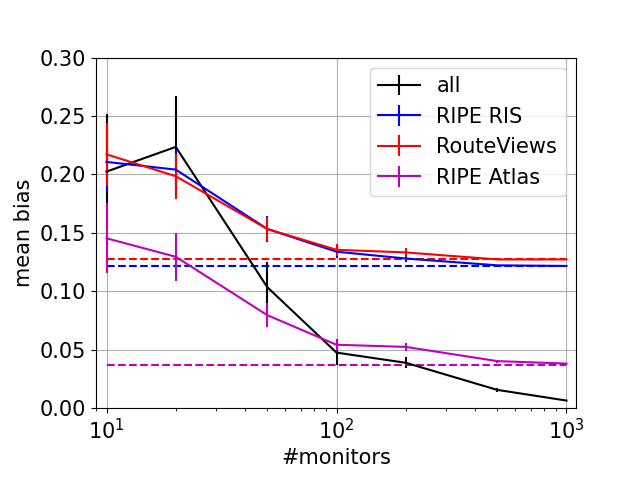 0.30
0.25
0.20
0.15
0.10
0.05
0.00
mean bias
all
RIPE RIS
RouteViews
RIPE Atlas
10¹ 10² 10³
#monitors